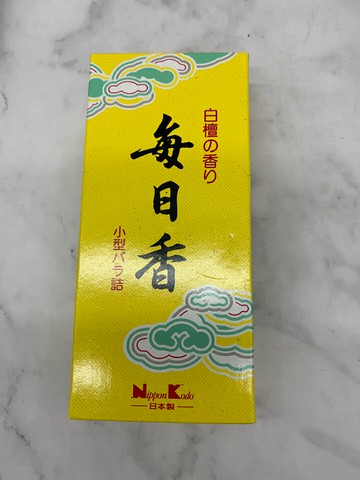 白檀の香り
毎日香
小型バラ詰
Nippon Kodo
日本製